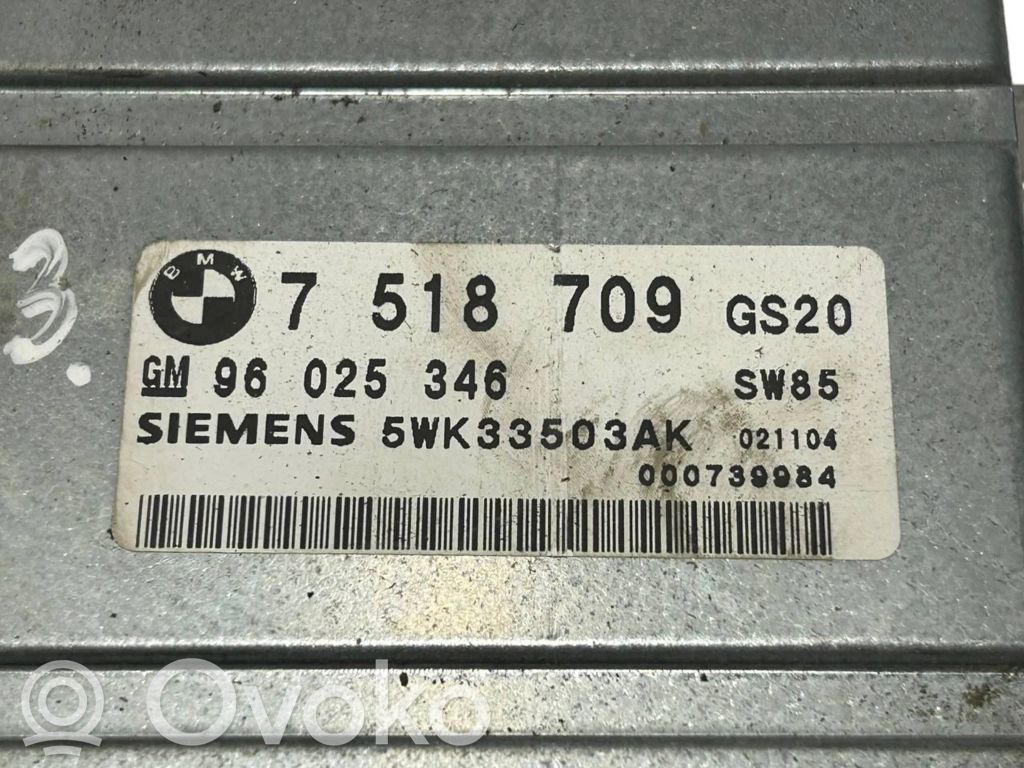 3.
BMW 7 518 709 GS20
GM 96 025 346 SW85
SIEMENS 5WK33503AK 021104
000739984
Ovoko